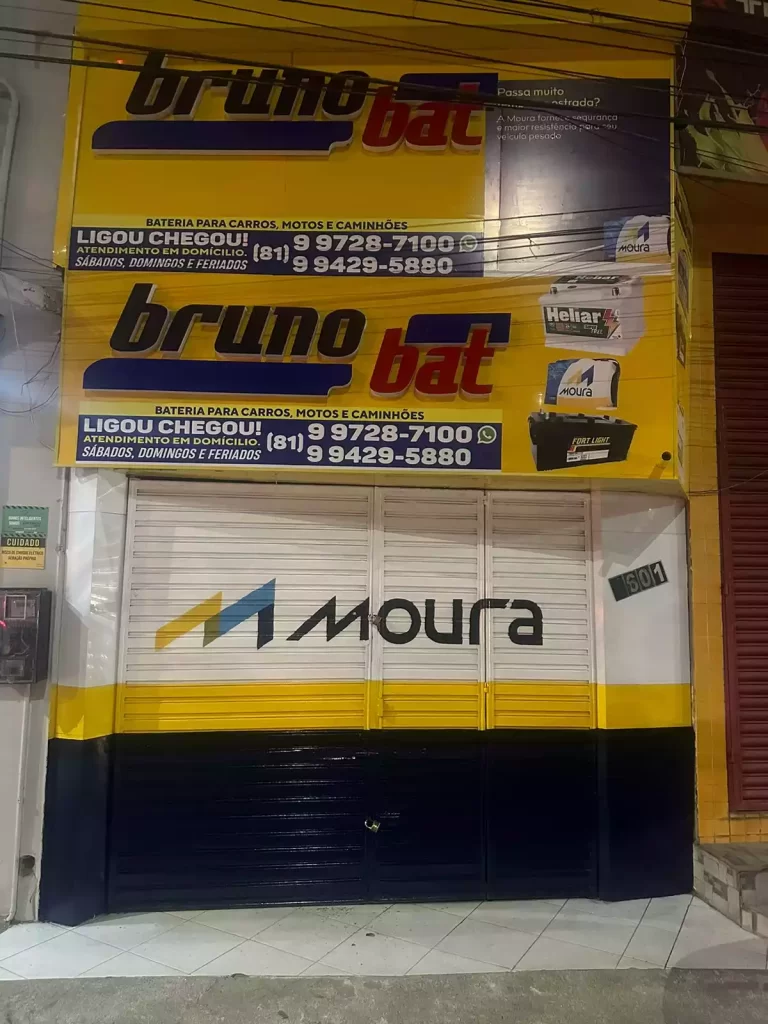 bruno bat
Passa muito
A Moura fornece segurança
e maior resistência para seu
veículo pesado
BATERIA PARA CARROS, MOTOS E CAMINHÕES
LIGOU CHEGOU!
ATENDIMENTO EM DOMÍCILIO.
SÁBADOS, DOMINGOS E FERIADOS
(81) 9 9728-7100
9 9429-5880
moura
bruno bat
Heliar
moura
FORT LIGHT
BATERIA PARA CARROS, MOTOS E CAMINHÕES
LIGOU CHEGOU!
ATENDIMENTO EM DOMÍCILIO.
SÁBADOS, DOMINGOS E FERIADOS
(81) 9 9728-7100
9 9429-5880
CUIDADO
601
moura